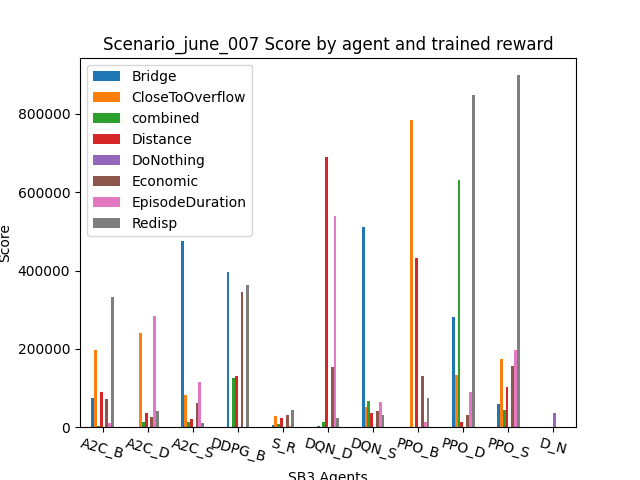 Scenario_june_007 Score by agent and trained reward
Bridge
CloseToOverflow
combined
Distance
DoNothing
Economic
EpisodeDuration
Redisp
Score
800000
600000
400000
200000
0
A2C_B A2C_D A2C_S DDPG_B S_R DQN_D DQN_S PPO_B PPO_D PPO_S D_N
SB3 Agents